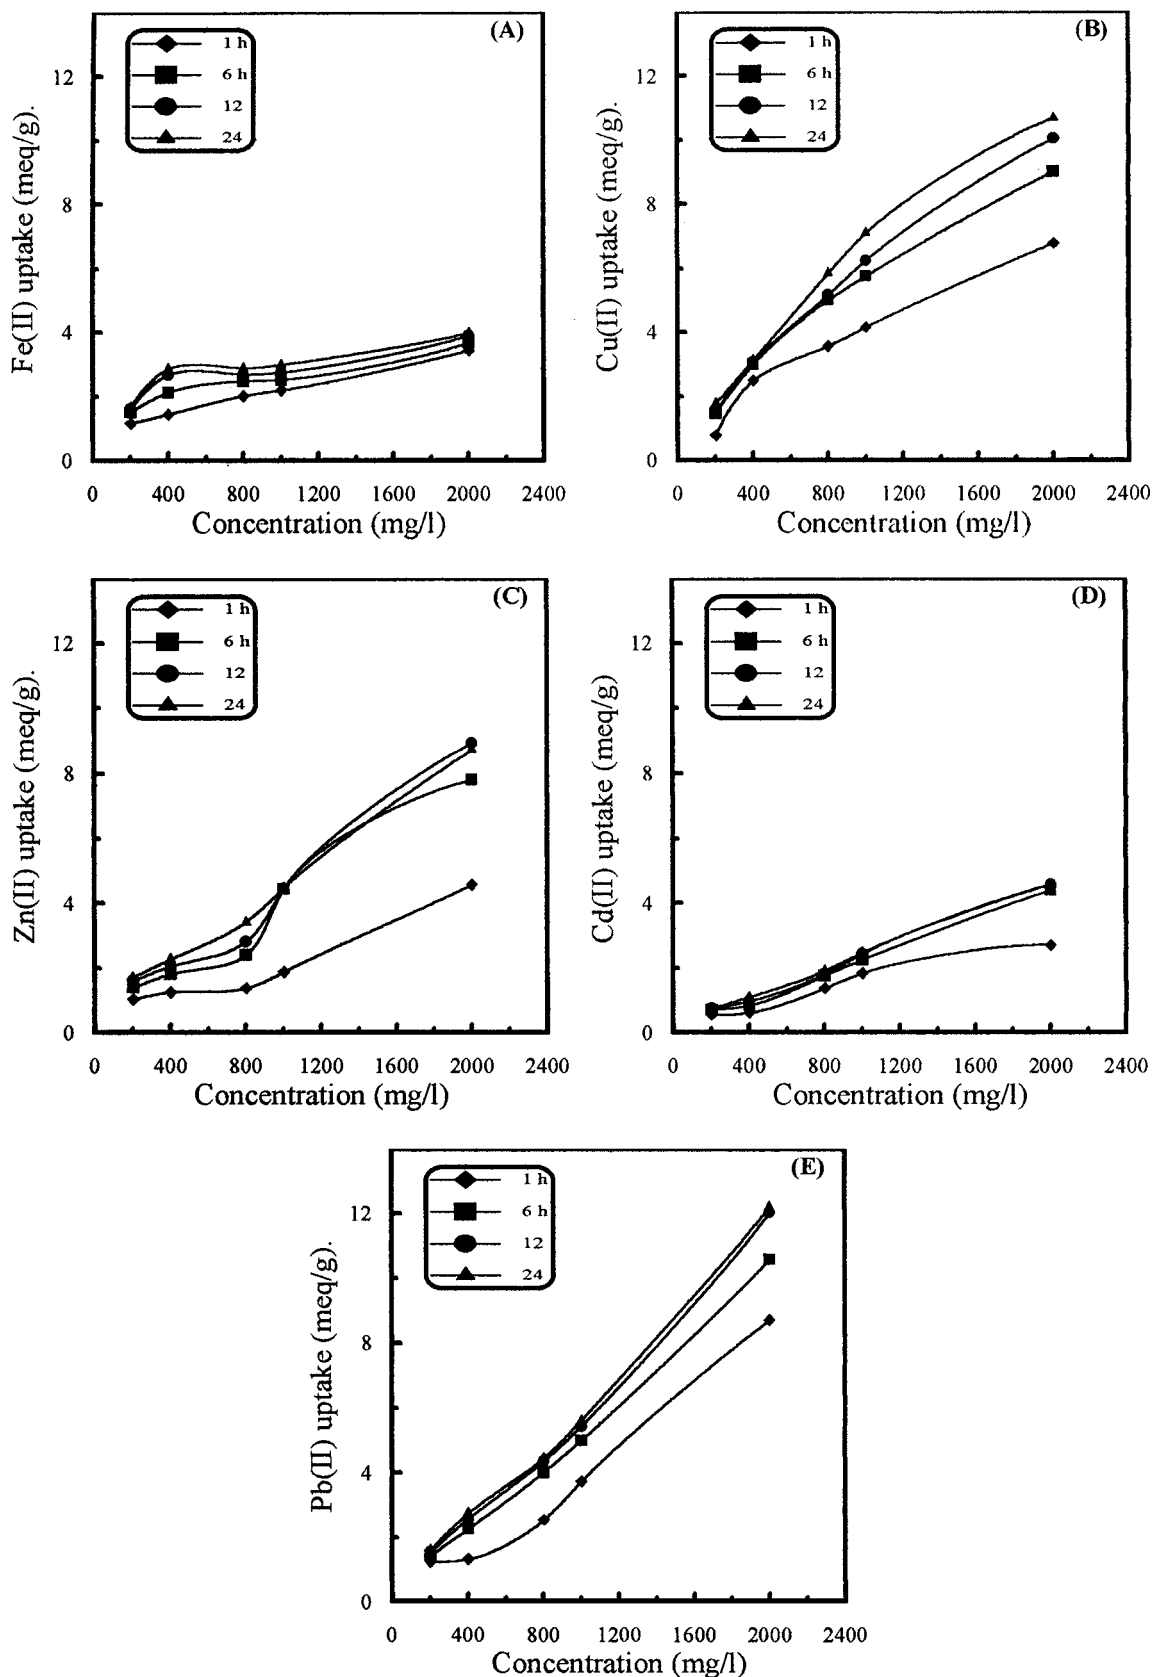 (A)
1 h
6 h
12
24
Fe(II) uptake (meq/g).
12
8
4
0
0 400 800 1200 1600 2000 2400
Concentration (mg/l)
(B)
1 h
6 h
12
24
Cu(II) uptake (meq/g).
12
8
4
0
0 400 800 1200 1600 2000 2400
Concentration (mg/l)
(C)
1 h
6 h
12
24
Zn(II) uptake (meq/g).
12
8
4
0
0 400 800 1200 1600 2000 2400
Concentration (mg/l)
(D)
1 h
6 h
12
24
Cd(II) uptake (meq/g)
12
8
4
0
0 400 800 1200 1600 2000 2400
Concentration (mg/l)
(E)
1 h
6 h
12
24
Pb(II) uptake (meq/g).
12
8
4
0
0 400 800 1200 1600 2000 2400
Concentration (mg/l)